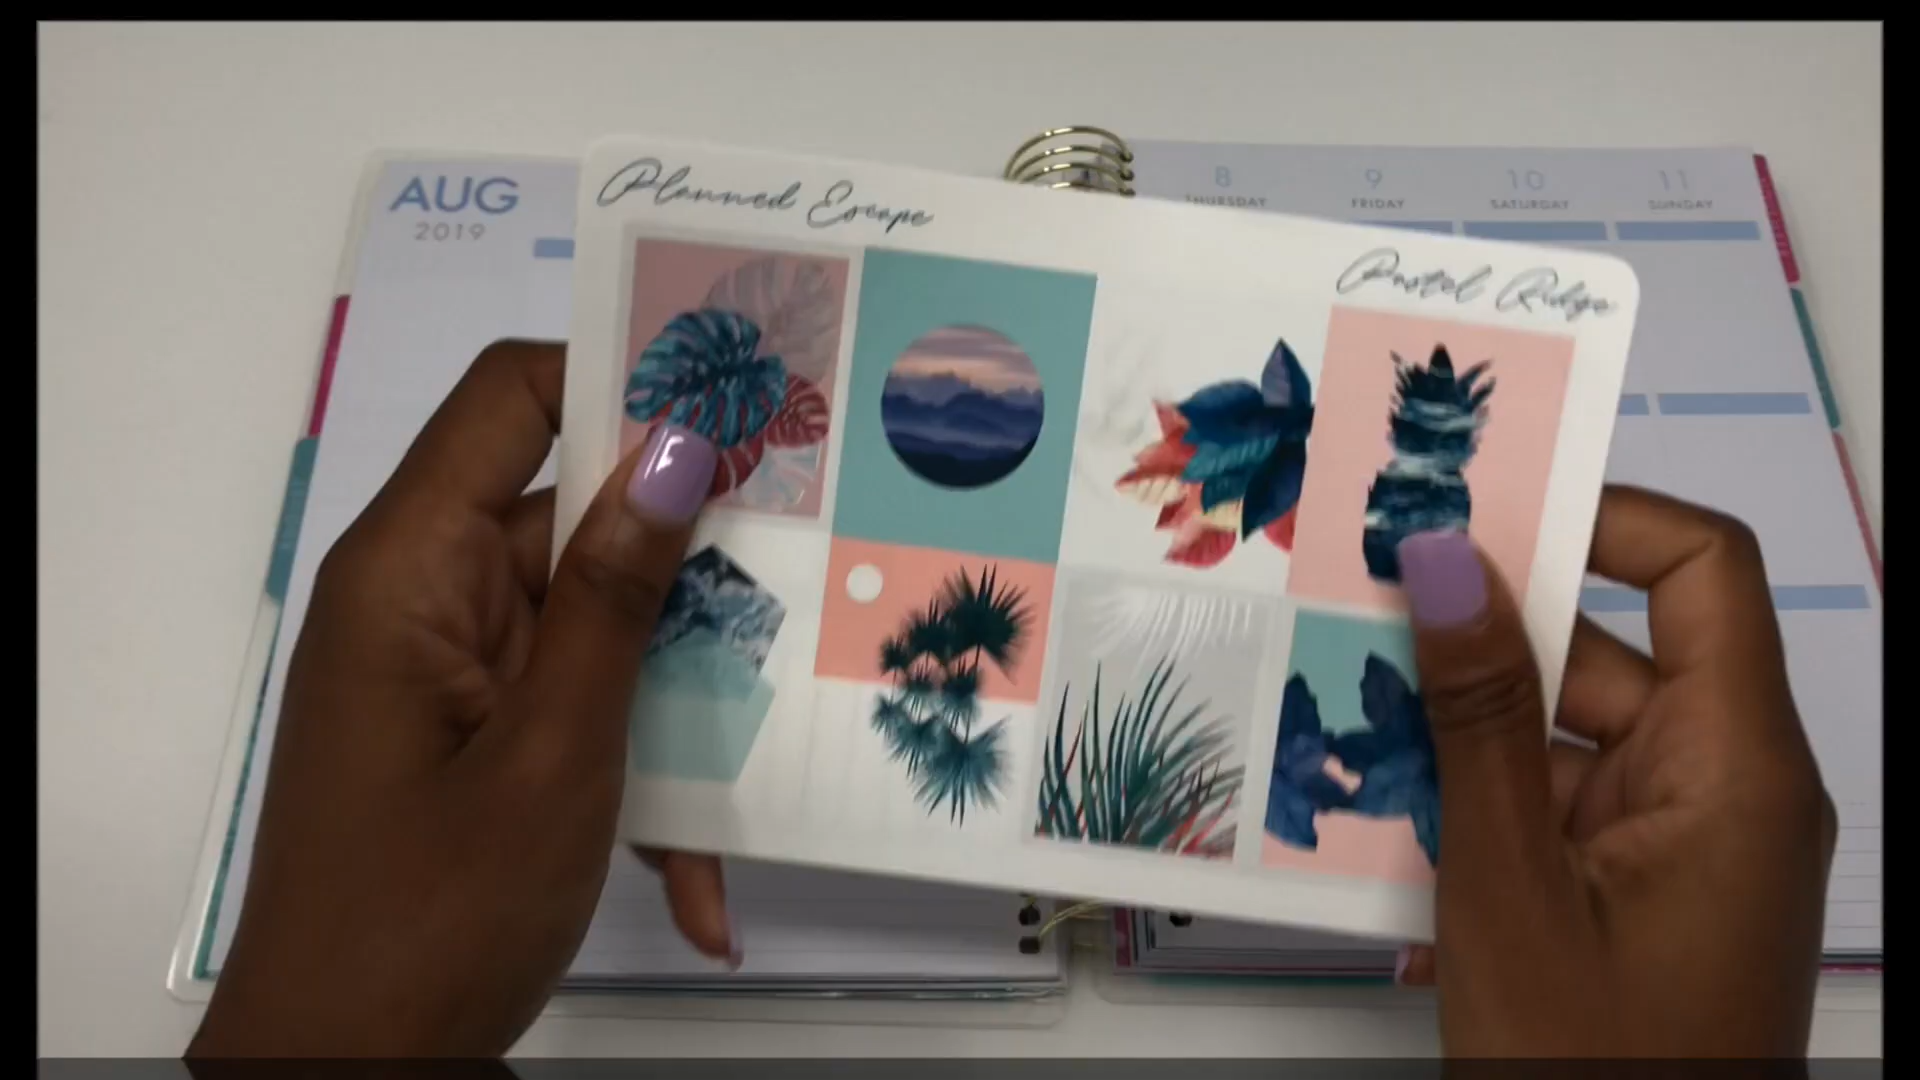 AUG
2019
8
THURSDAY
9
FRIDAY
10
SATURDAY
11
SUNDAY
Planned Escape
Pastel Ridge